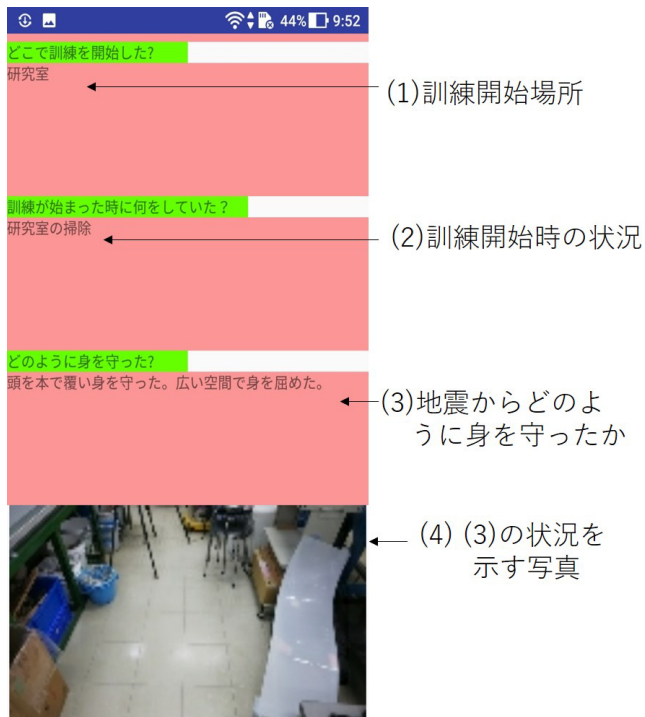 44% 9:52
どこで訓練を開始した?
研究室
(1)訓練開始場所
訓練が始まった時に何をしていた？
研究室の掃除
(2)訓練開始時の状況
どのように身を守った?
頭を本で覆い身を守った。広い空間で身を屈めた。
(3)地震からどのよ
うに身を守ったか
(4) (3)の状況を
示す写真